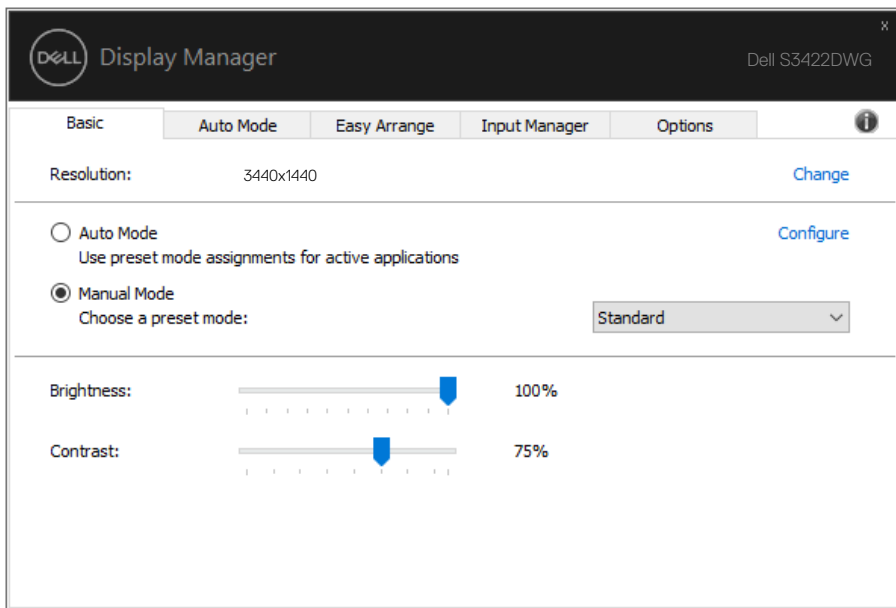 x
DELL Display Manager
Dell S3422DWG
Basic Auto Mode Easy Arrange Input Manager Options i
Resolution: 3440x1440 Change
Auto Mode Configure
Use preset mode assignments for active applications
Manual Mode
Choose a preset mode: Standard
Brightness: 100%
Contrast: 75%